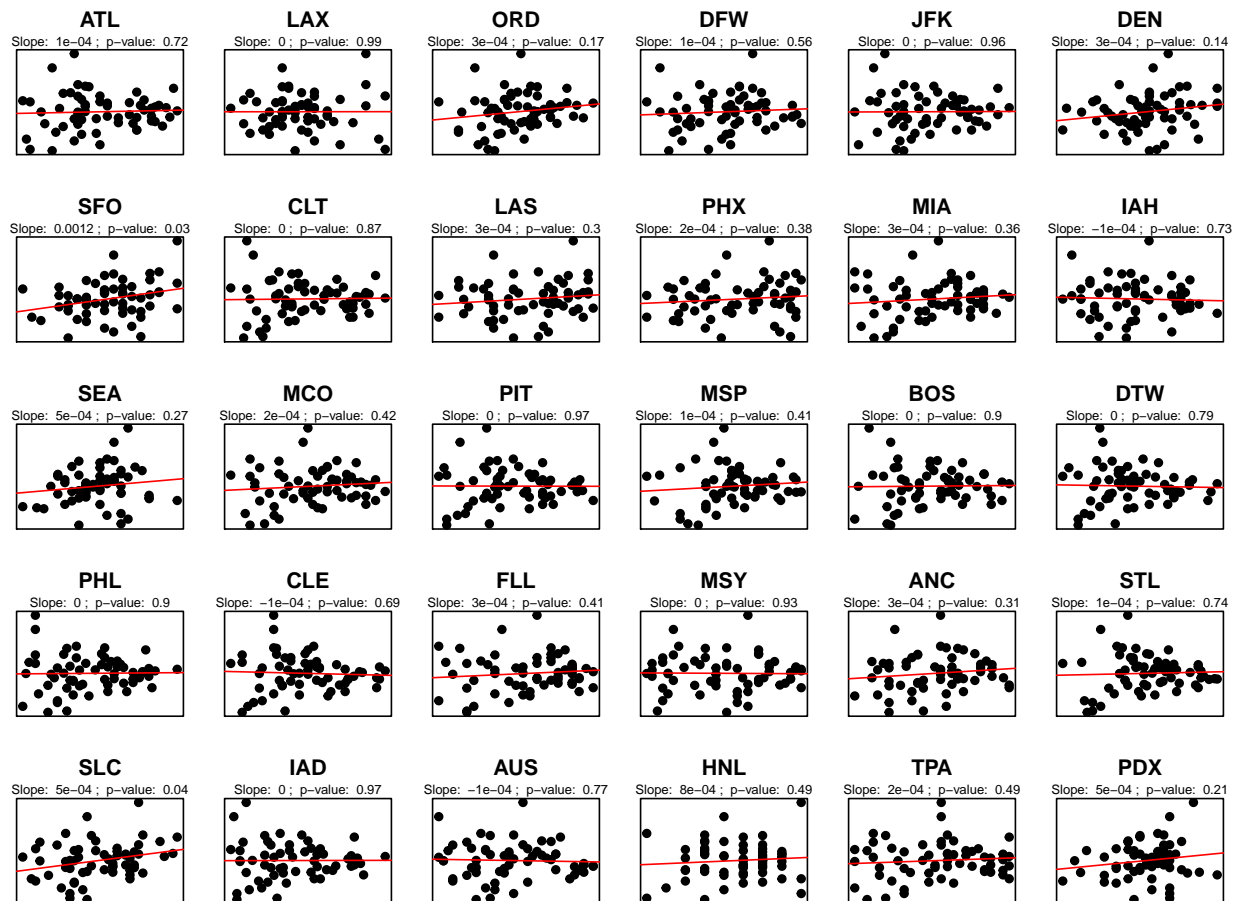 ATL LAX ORD DFW JFK DEN
Slope: 1e−04 ; p−value: 0.72 Slope: 0 ; p−value: 0.99 Slope: 3e−04 ; p−value: 0.17 Slope: 1e−04 ; p−value: 0.56 Slope: 0 ; p−value: 0.96 Slope: 3e−04 ; p−value: 0.14
SFO CLT LAS PHX MIA IAH
Slope: 0.0012 ; p−value: 0.03 Slope: 0 ; p−value: 0.87 Slope: 3e−04 ; p−value: 0.3 Slope: 2e−04 ; p−value: 0.38 Slope: 3e−04 ; p−value: 0.36 Slope: −1e−04 ; p−value: 0.73
SEA MCO PIT MSP BOS DTW
Slope: 5e−04 ; p−value: 0.27 Slope: 2e−04 ; p−value: 0.42 Slope: 0 ; p−value: 0.97 Slope: 1e−04 ; p−value: 0.41 Slope: 0 ; p−value: 0.9 Slope: 0 ; p−value: 0.79
PHL CLE FLL MSY ANC STL
Slope: 0 ; p−value: 0.9 Slope: −1e−04 ; p−value: 0.69 Slope: 3e−04 ; p−value: 0.41 Slope: 0 ; p−value: 0.93 Slope: 3e−04 ; p−value: 0.31 Slope: 1e−04 ; p−value: 0.74
SLC IAD AUS HNL TPA PDX
Slope: 5e−04 ; p−value: 0.04 Slope: 0 ; p−value: 0.97 Slope: −1e−04 ; p−value: 0.77 Slope: 8e−04 ; p−value: 0.49 Slope: 2e−04 ; p−value: 0.49 Slope: 5e−04 ; p−value: 0.21